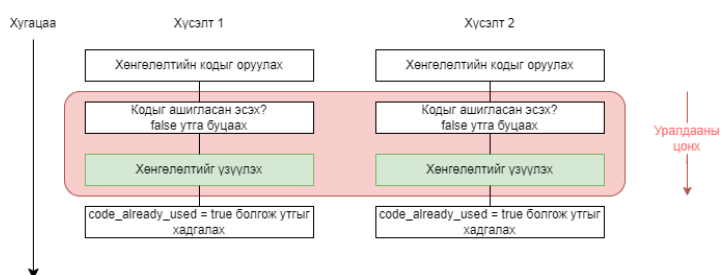 Хугацаа
Хүсэлт 1
Хүсэлт 2
Хөнгөлөлтийн кодыг оруулах
Хөнгөлөлтийн кодыг оруулах
Кодыг ашигласан эсэх?
false утга буцаах
Кодыг ашигласан эсэх?
false утга буцаах
Уралдааны
цонх
Хөнгөлөлтийг үзүүлэх
Хөнгөлөлтийг үзүүлэх
code_already_used = true болгож утгыг
хадгалах
code_already_used = true болгож утгыг
хадгалах